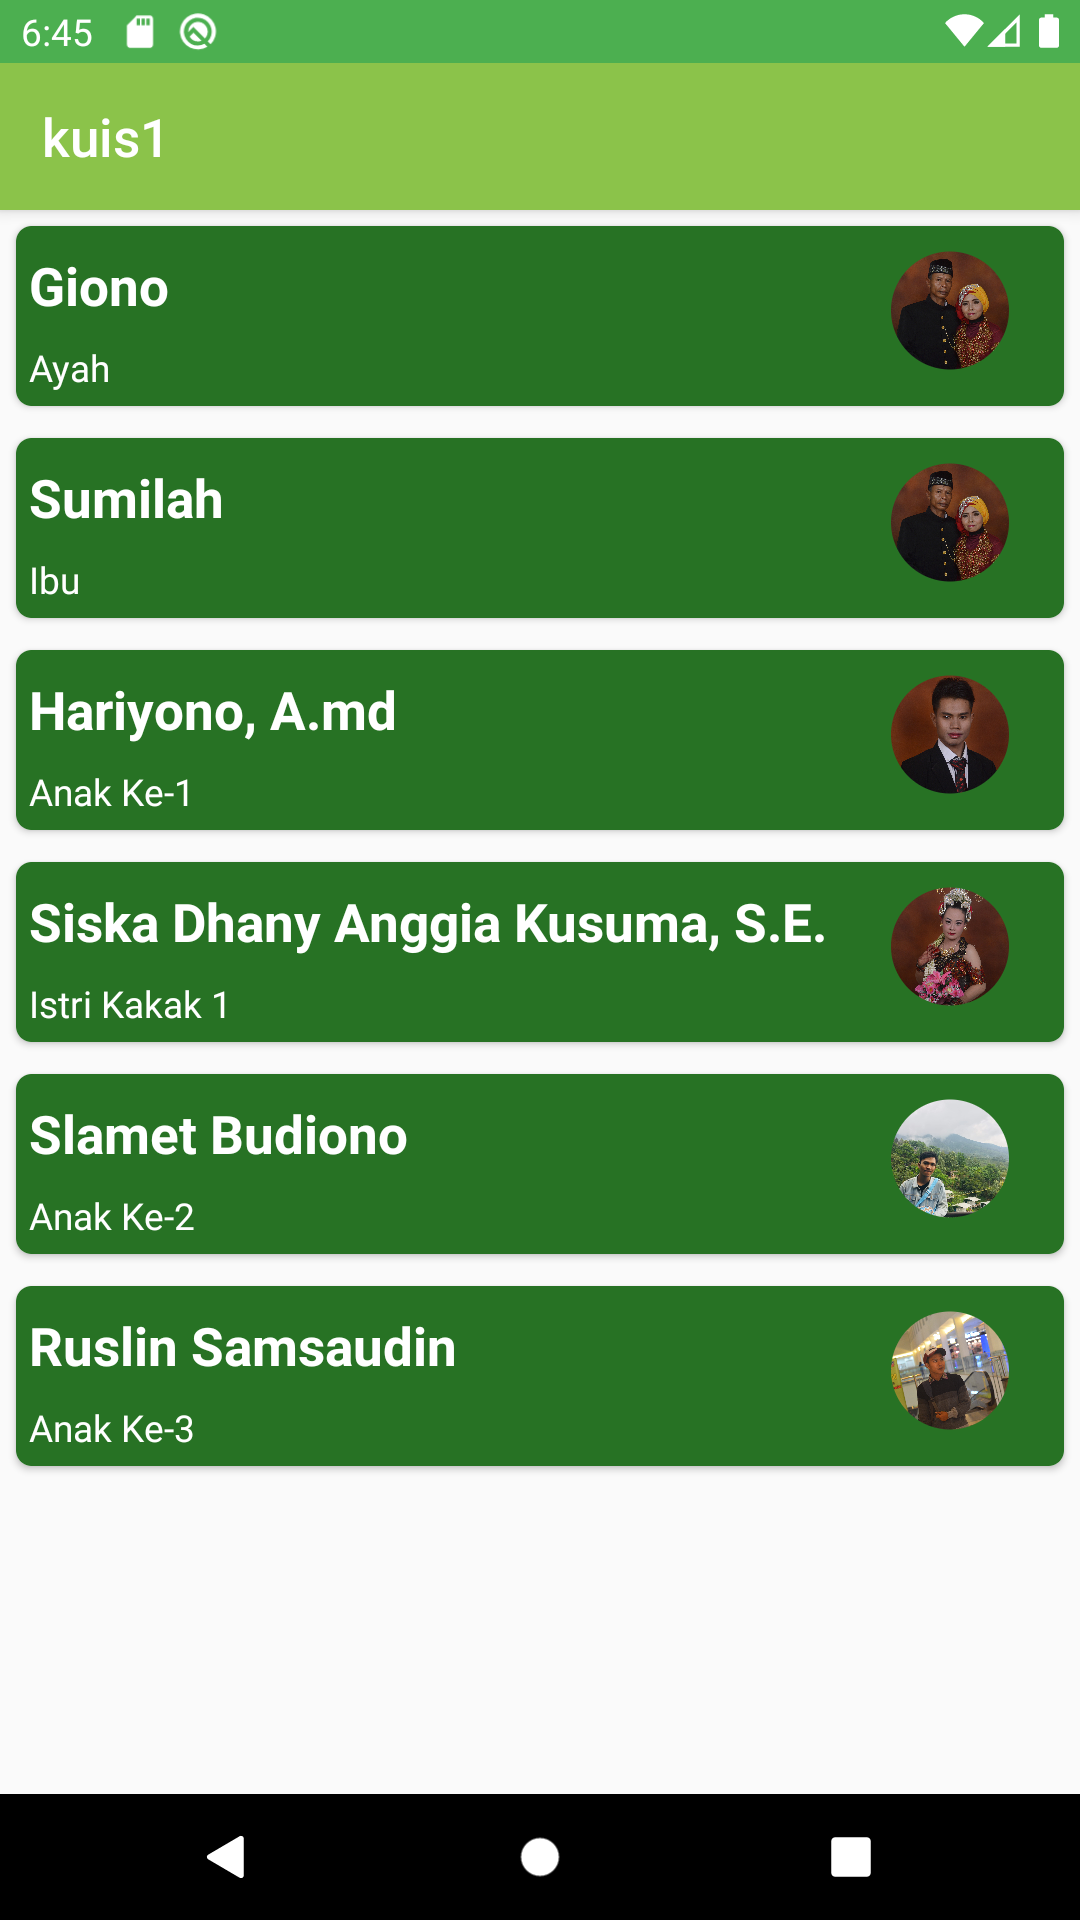 6:45
kuis1
Giono
Ayah
Sumilah
Ibu
Hariyono, A.md
Anak Ke-1
Siska Dhany Anggia Kusuma, S.E.
Istri Kakak 1
Slamet Budiono
Anak Ke-2
Ruslin Samsaudin
Anak Ke-3